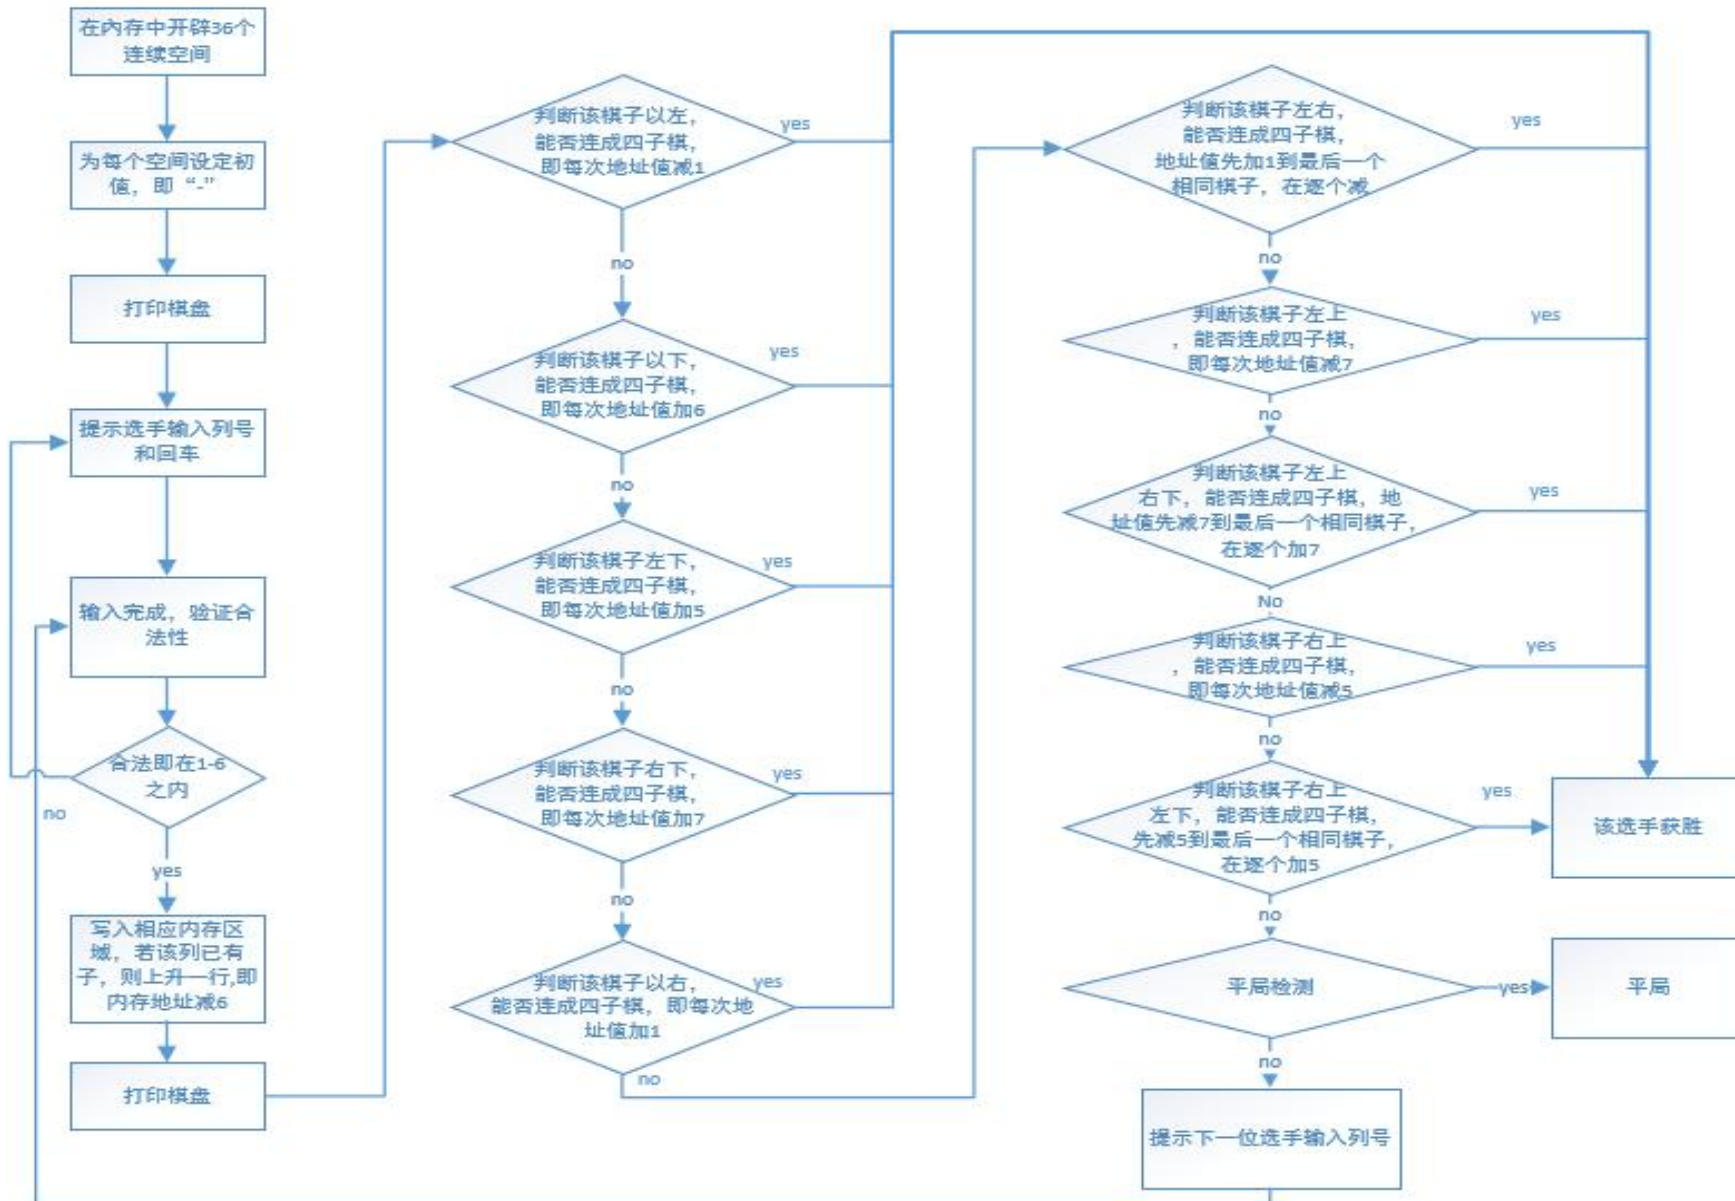 在内存中开辟36个
连续空间
为每个空间设定初
值，即“-”
打印棋盘
提示选手输入列号
和回车
输入完成，验证合
法性
合法即在1-6
之内
no
yes
写入相应内存区
域，若该列已有
子，则上升一行,即
内存地址减6
打印棋盘
判断该棋子以左，
能否连成四子棋，
即每次地址值减1
yes
no
判断该棋子以下，
能否连成四子棋，
即每次地址值加6
yes
no
判断该棋子左下，
能否连成四子棋，
即每次地址值加5
yes
no
判断该棋子右下，
能否连成四子棋，
即每次地址值加7
yes
no
判断该棋子以右，
能否连成四子棋，即每次地
址值加1
yes
no
判断该棋子左右，
能否连成四子棋，
地址值先加1到最后一个
相同棋子，在逐个减
yes
no
判断该棋子左上
，能否连成四子棋，
即每次地址值减7
yes
no
判断该棋子左上
右下，能否连成四子棋，地
址值先减7到最后一个相同棋子，
在逐个加7
yes
No
判断该棋子右上
，能否连成四子棋，
即每次地址值减5
yes
no
判断该棋子右上
左下，能否连成四子棋，
先减5到最后一个相同棋子，
在逐个加5
yes
该选手获胜
no
平局检测
yes
平局
no
提示下一位选手输入列号